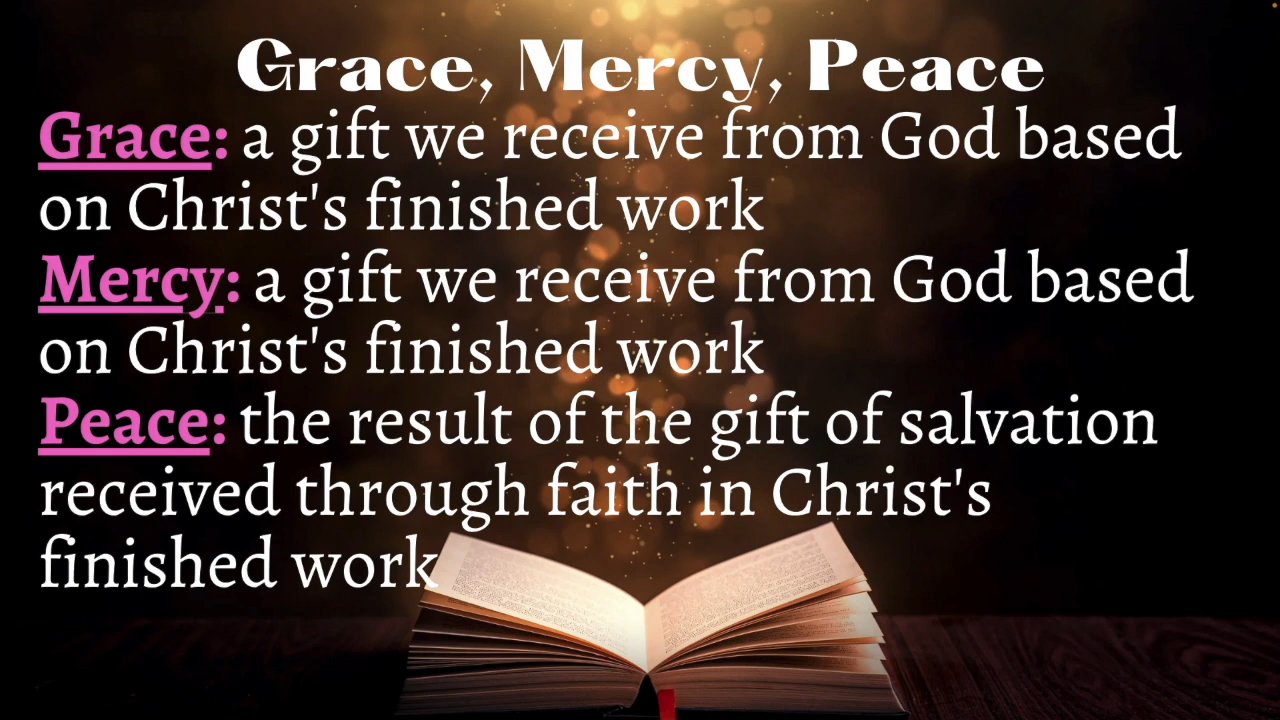 Grace, Mercy, Peace
Grace: a gift we receive from God based
on Christ's finished work
Mercy: a gift we receive from God based
on Christ's finished work
Peace: the result of the gift of salvation
received through faith in Christ's
finished work